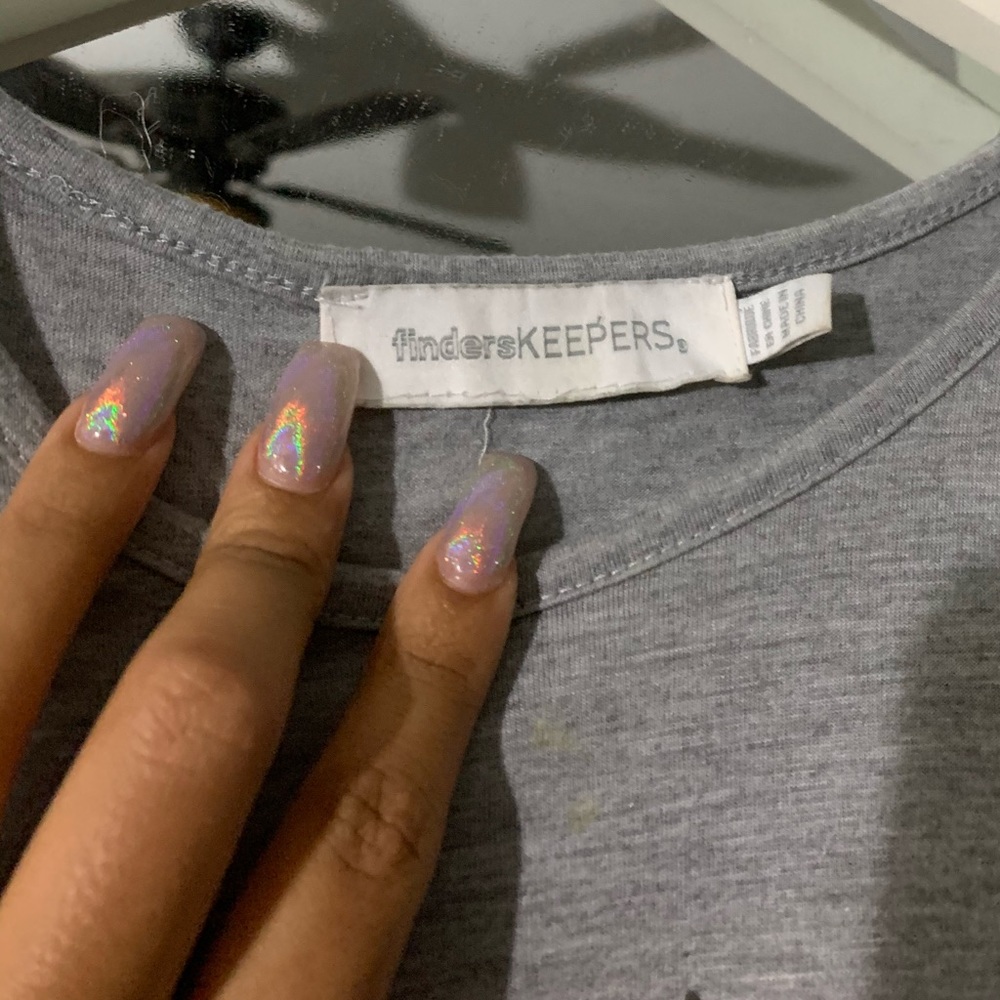 findersKEEPERS.
FABRIQUE
EN CHINE
MADE IN
CHINA